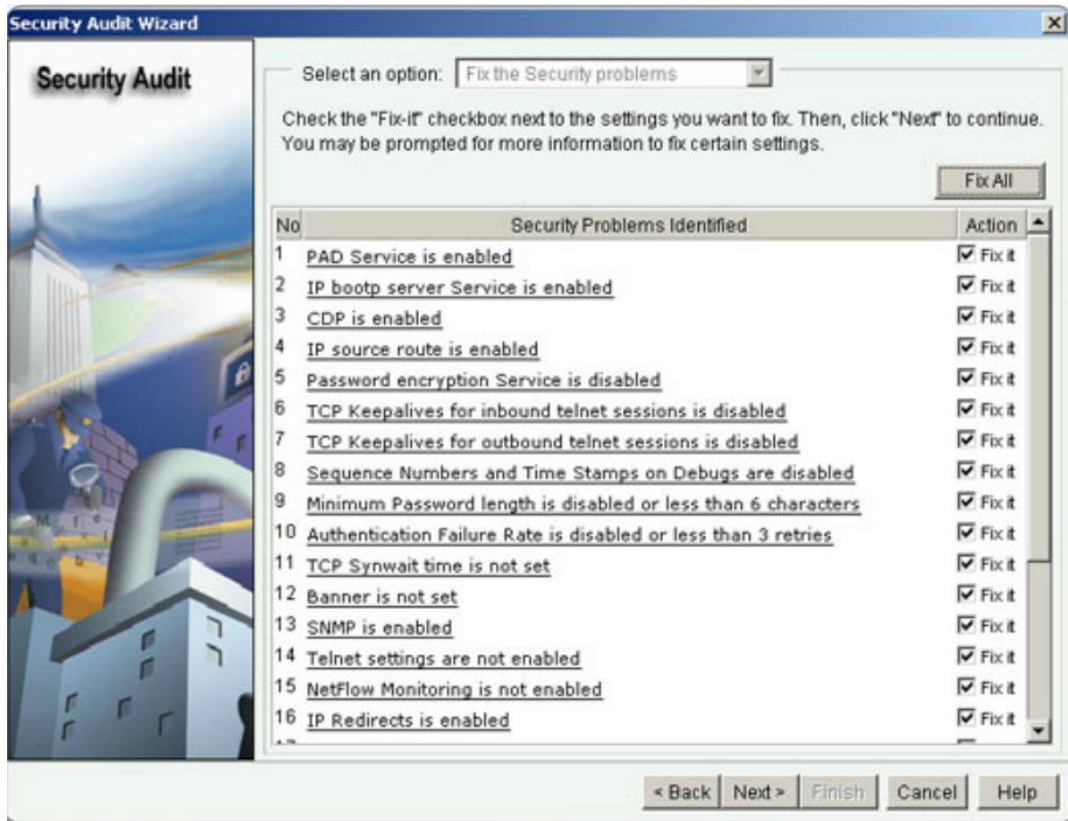 Security Audit Wizard
Security Audit
Select an option: Fix the Security problems
Check the "Fix-it" checkbox next to the settings you want to fix. Then, click "Next" to continue.
You may be prompted for more information to fix certain settings.
Fix All
No Security Problems Identified Action
1 PAD Service is enabled Fix it
2 IP bootp server Service is enabled Fix it
3 CDP is enabled Fix it
4 IP source route is enabled Fix it
5 Password encryption Service is disabled Fix it
6 TCP Keepalives for inbound telnet sessions is disabled Fix it
7 TCP Keepalives for outbound telnet sessions is disabled Fix it
8 Sequence Numbers and Time Stamps on Debugs are disabled Fix it
9 Minimum Password length is disabled or less than 6 characters Fix it
10 Authentication Failure Rate is disabled or less than 3 retries Fix it
11 TCP Synwait time is not set Fix it
12 Banner is not set Fix it
13 SNMP is enabled Fix it
14 Telnet settings are not enabled Fix it
15 NetFlow Monitoring is not enabled Fix it
16 IP Redirects is enabled Fix it
< Back Next > Finish Cancel Help